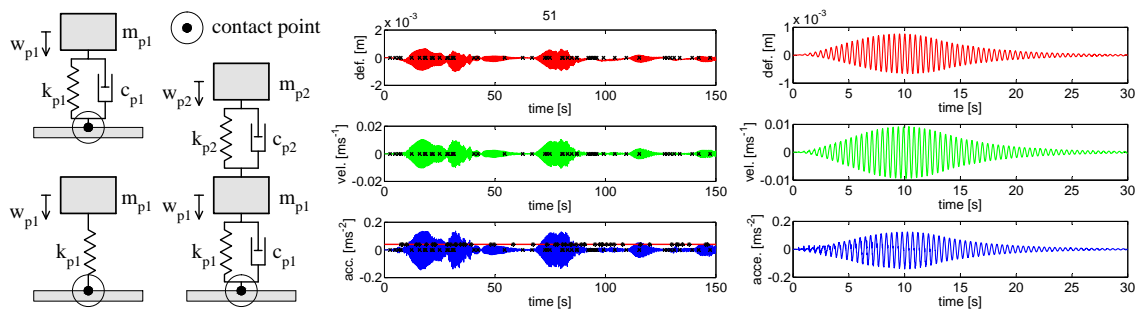 contact point
w_p1
m_p1
k_p1
c_p1
w_p2
m_p2
k_p2
c_p2
w_p1
m_p1
k_p1
w_p1
m_p1
k_p1
c_p1
51
x 10^-3
2
0
-2
def. [m]
0
50
100
150
time [s]
0.02
0
-0.02
vel. [ms^-1]
0
50
100
150
time [s]
0.2
0
-0.2
acc. [ms^-2]
0
50
100
150
time [s]
x 10^-3
1
0
-1
def. [m]
0
5
10
15
20
25
30
time [s]
0.01
0
-0.01
vel. [ms^-1]
0
5
10
15
20
25
30
time [s]
0.2
0
-0.2
acce. [ms^-2]
0
5
10
15
20
25
30
time [s]